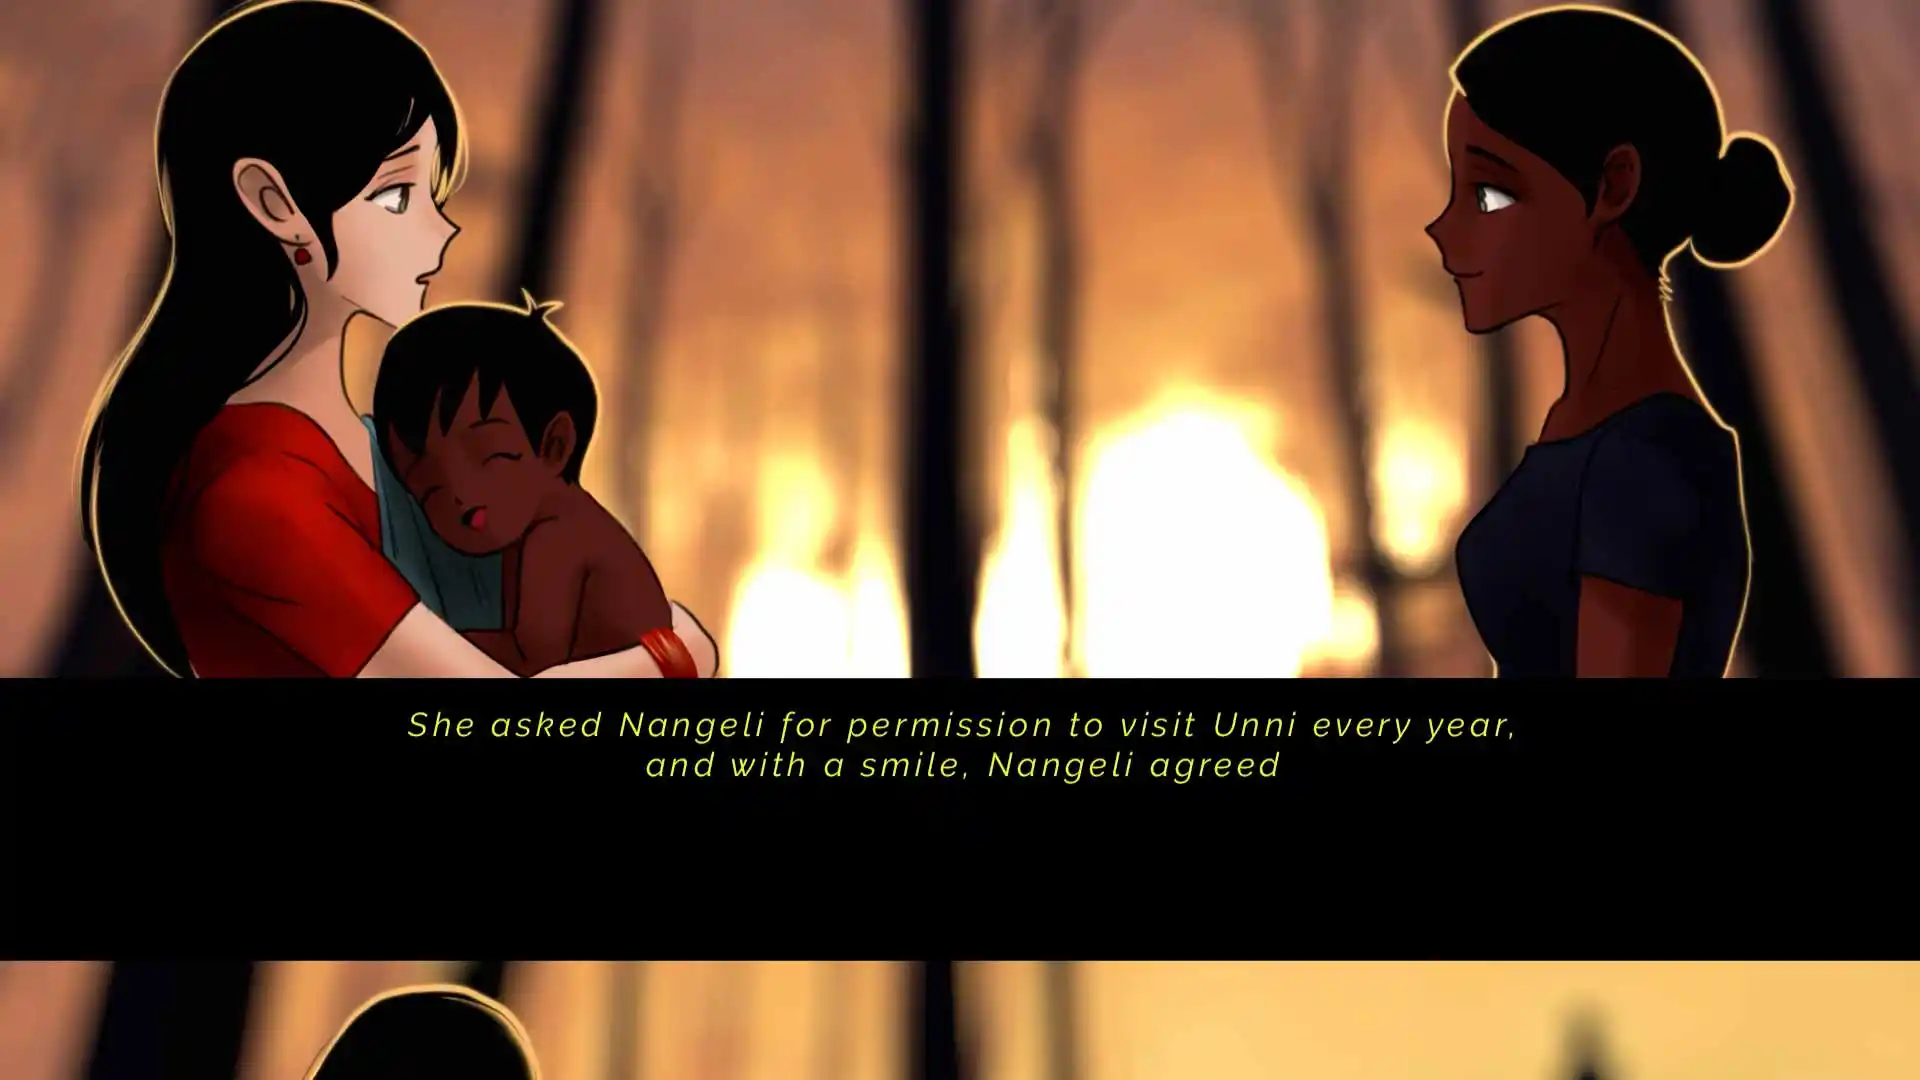 She asked Nangeli for permission to visit Unni every year,
and with a smile, Nangeli agreed